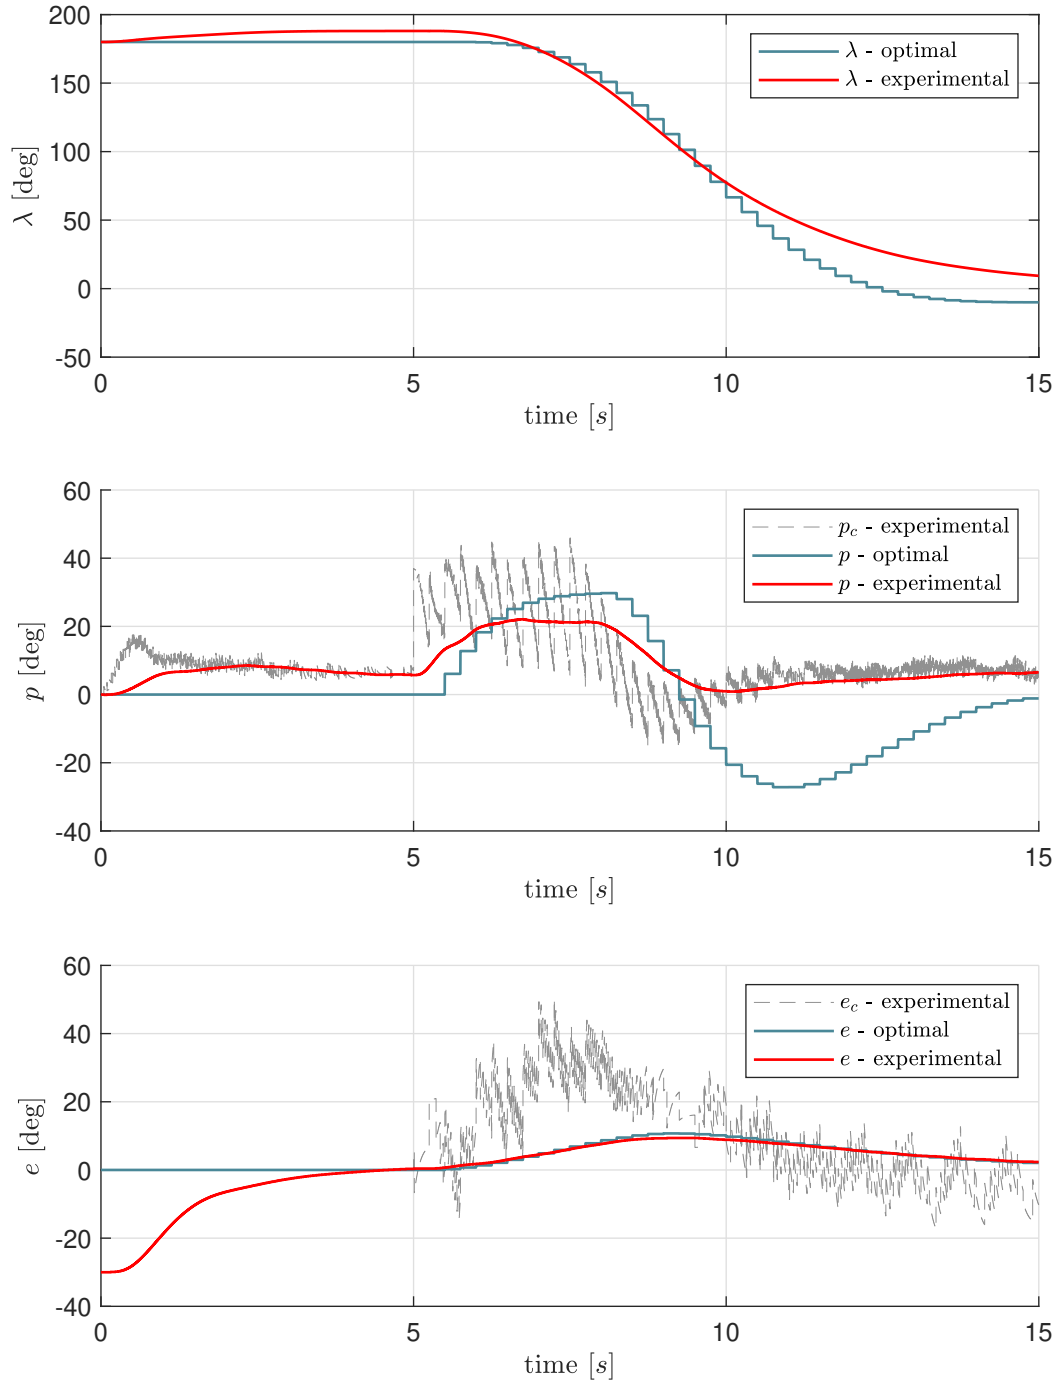 200
150
100
50
0
-50
λ [deg]
λ - optimal
λ - experimental
0 5 10 15
time [s]
60
40
20
0
-20
-40
p [deg]
p_c - experimental
p - optimal
p - experimental
0 5 10 15
time [s]
60
40
20
0
-20
-40
e [deg]
e_c - experimental
e - optimal
e - experimental
0 5 10 15
time [s]